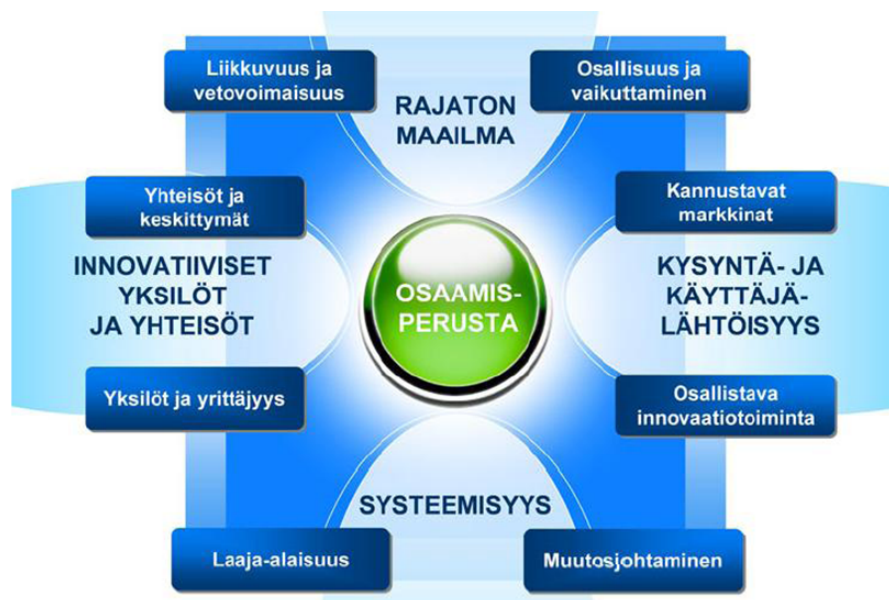 Liikkuvuus ja
vetovoimaisuus
RAJATON
MAAILMA
Osallisuus ja
vaikuttaminen
Yhteisöt ja
keskittymät
INNOVATIIVISET
YKSILÖT
JA YHTEISÖT
Yksilöt ja yrittäjyys
OSAAMIS-
PERUSTA
Kannustavat
markkinat
KYSYNTÄ- JA
KÄYTTÄJÄ-
LÄHTÖISYYS
Osallistava
innovaatiotoiminta
SYSTEEMISYYS
Laaja-alaisuus
Muutosjohtaminen